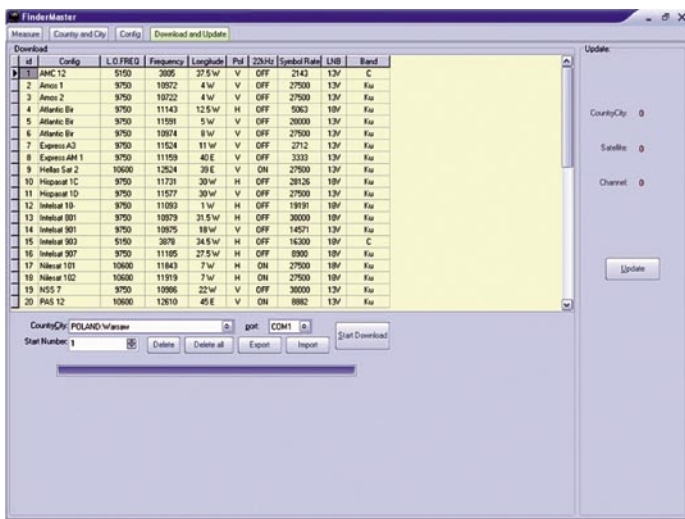 FinderMaster
Measure Country and City Config Download and Update
Download
id Config L.O.FREQ Frequency Longitude Pol 22kHz Symbol Rate LNB Band
1 AMC 12 5150 3805 37.5 W V OFF 2143 13V C
2 Amos 1 9750 10972 4 W V OFF 27500 13V Ku
3 Amos 2 9750 10722 4 W V OFF 27500 13V Ku
4 Atlantic Bir 9750 11143 12.5 W H OFF 5063 18V Ku
5 Atlantic Bir 9750 11591 5 W V OFF 20000 13V Ku
6 Atlantic Bir 9750 10974 8 W V OFF 27500 13V Ku
7 Express A3 9750 11524 11 W V OFF 2712 13V Ku
8 Express AM 1 9750 11159 40 E V OFF 3333 13V Ku
9 Hellas Sat 2 10600 12524 39 E V ON 27500 13V Ku
10 Hispasat 1C 9750 11731 30 W H OFF 28126 18V Ku
11 Hispasat 1D 9750 11577 30 W V OFF 27500 13V Ku
12 Intelsat 10- 9750 11093 1 W H OFF 19191 18V Ku
13 Intelsat 801 9750 10979 31.5 W H OFF 30000 18V Ku
14 Intelsat 901 9750 10975 18 W V OFF 14571 13V Ku
15 Intelsat 903 5150 3878 34.5 W H OFF 16300 18V C
16 Intelsat 907 9750 11185 27.5 W H OFF 8900 18V Ku
17 Nilesat 101 10600 11843 7 W H ON 27500 18V Ku
18 Nilesat 102 10600 11919 7 W H ON 27500 18V Ku
19 NSS 7 9750 10986 22 W V OFF 30000 13V Ku
20 PAS 12 10600 12610 45 E V ON 8882 13V Ku
CountryCity: POLAND:Warsaw port: COM1
Start Number: 1 Delete Delete all Export Import Start Download
Update:
CountryCity: 0
Satellite: 0
Channel: 0
Update